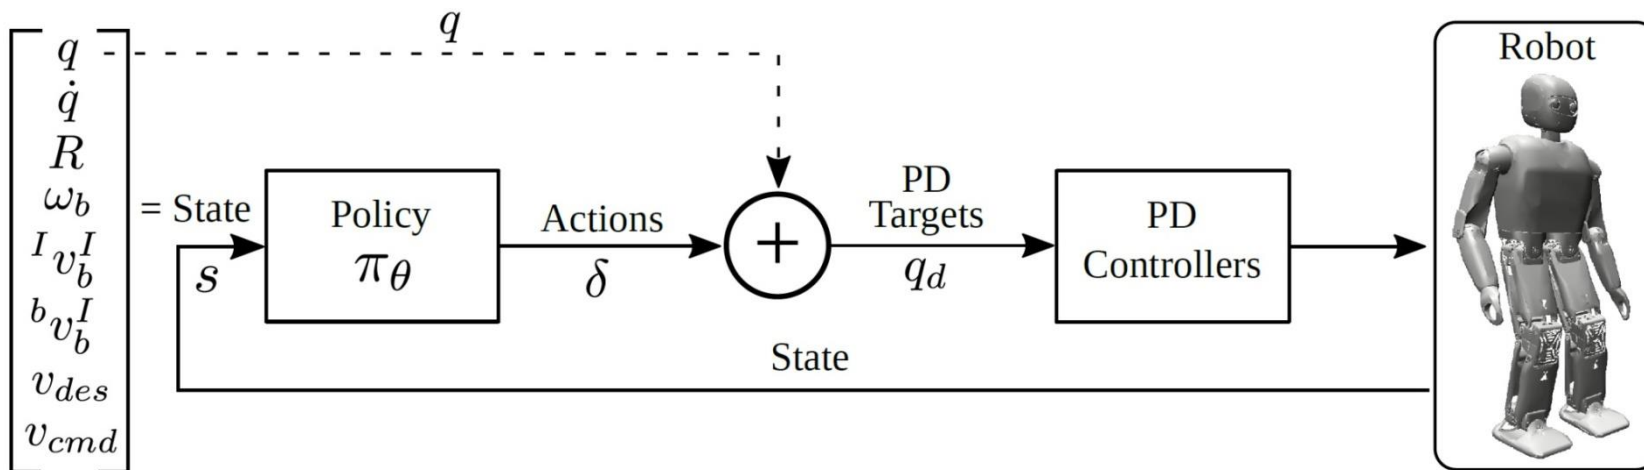 q
q̇
R
ω_b
^I v_b^I
^b v_b^I
v_des
v_cmd
= State
s
q
Policy
π_θ
Actions
δ
+
PD
Targets
q_d
PD
Controllers
State
Robot